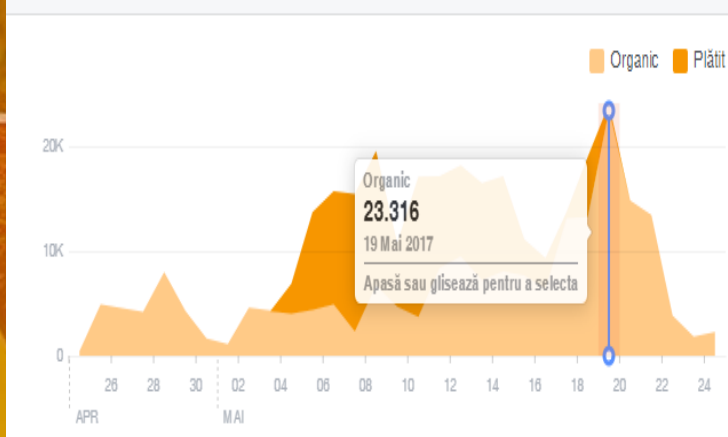 Organic Plătit
20K
Organic
23.316
19 Mai 2017
10K
Apasă sau glisează pentru a selecta
0
26 28 30 02 04 06 08 10 12 14 16 18 20 22 24
APR MAI